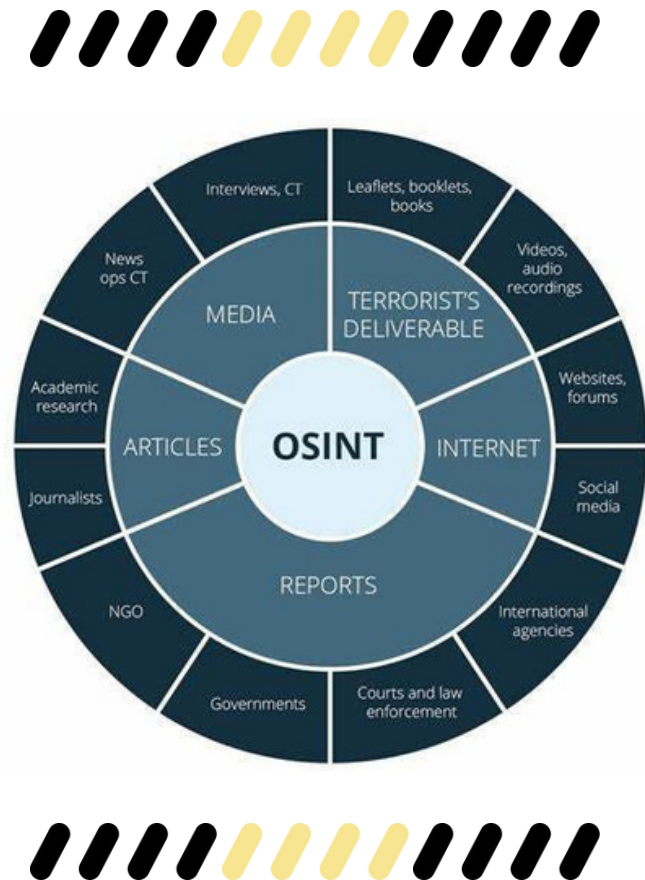 Interviews, CT
Leaflets, booklets,
books
News
ops CT
Videos,
audio
recordings
MEDIA
TERRORIST'S
DELIVERABLE
Academic
research
Websites,
forums
ARTICLES
OSINT
INTERNET
Journalists
Social
media
REPORTS
NGO
International
agencies
Governments
Courts and law
enforcement